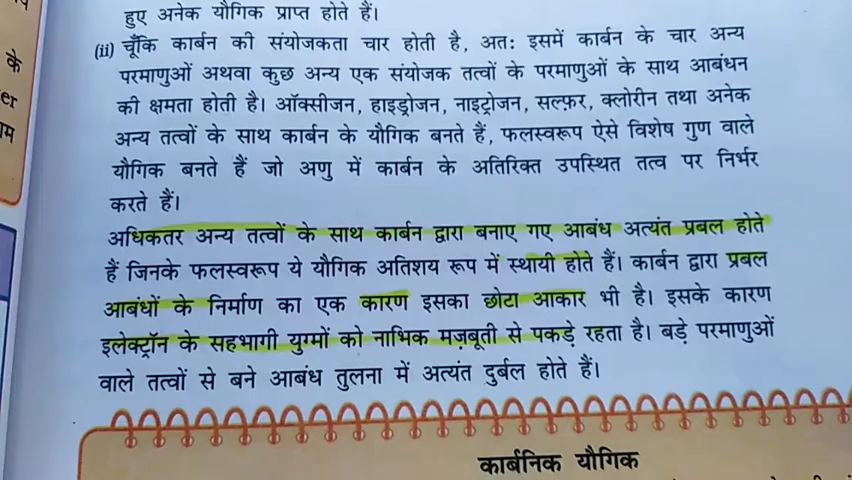 हुए अनेक यौगिक प्राप्त होते हैं।
(ii) चूँकि कार्बन की संयोजकता चार होती है, अतः इसमें कार्बन के चार अन्य
परमाणुओं अथवा कुछ अन्य एक संयोजक तत्वों के परमाणुओं के साथ आबंधन
की क्षमता होती है। ऑक्सीजन, हाइड्रोजन, नाइट्रोजन, सल्फ़र, क्लोरीन तथा अनेक
अन्य तत्वों के साथ कार्बन के यौगिक बनते हैं, फलस्वरूप ऐसे विशेष गुण वाले
यौगिक बनते हैं जो अणु में कार्बन के अतिरिक्त उपस्थित तत्व पर निर्भर
करते हैं।
अधिकतर अन्य तत्वों के साथ कार्बन द्वारा बनाए गए आबंध अत्यंत प्रबल होते
हैं जिनके फलस्वरूप ये यौगिक अतिशय रूप में स्थायी होते हैं। कार्बन द्वारा प्रबल
आबंधों के निर्माण का एक कारण इसका छोटा आकार भी है। इसके कारण
इलेक्ट्रॉन के सहभागी युग्मों को नाभिक मज़बूती से पकड़े रहता है। बड़े परमाणुओं
वाले तत्वों से बने आबंध तुलना में अत्यंत दुर्बल होते हैं।
कार्बनिक यौगिक
के
er